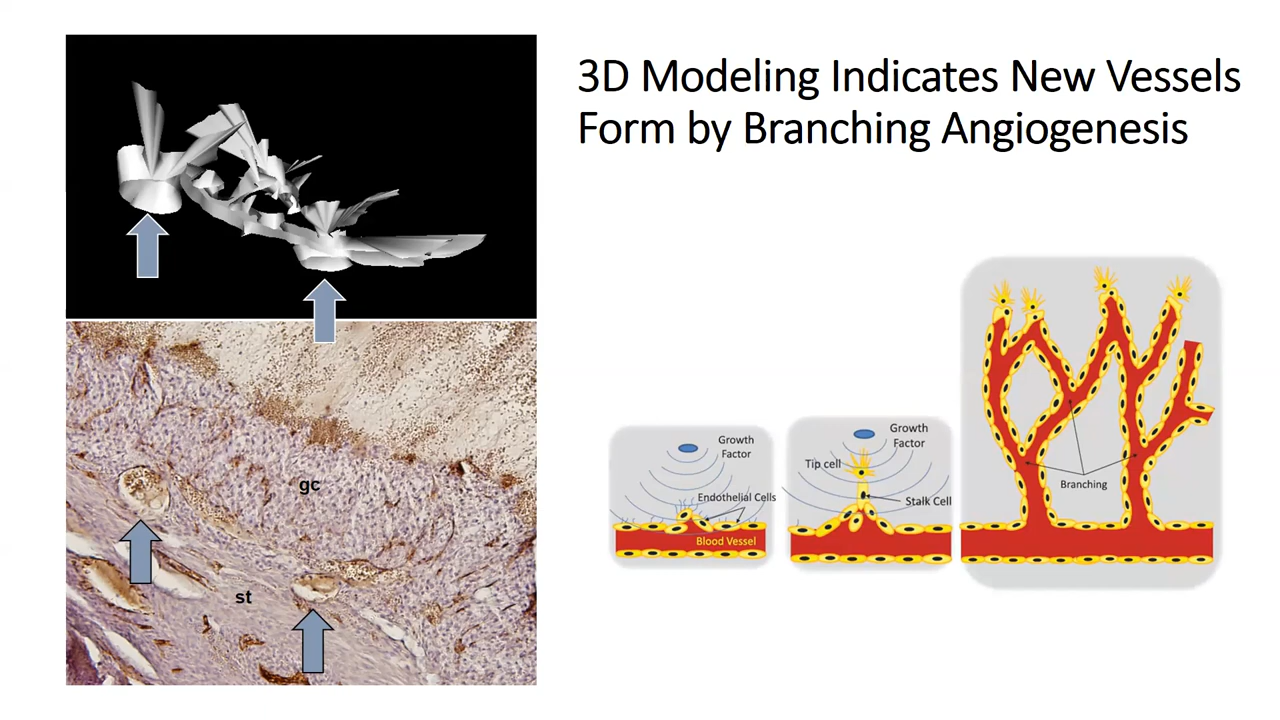 3D Modeling Indicates New Vessels
Form by Branching Angiogenesis
gc
st
Growth
Factor
Endothelial Cells
Blood Vessel
Growth
Factor
Tip cell
Stalk Cell
Branching